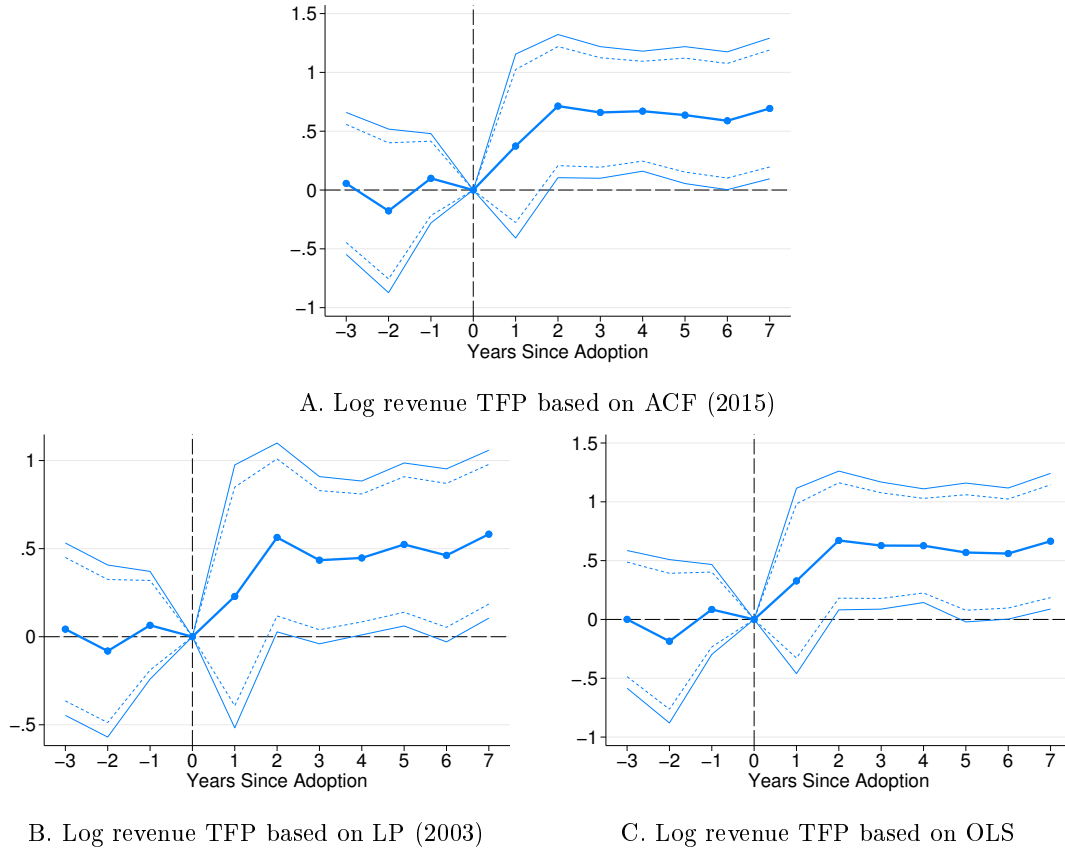 1.5
1
.5
0
−.5
−1
−3 −2 −1 0 1 2 3 4 5 6 7
Years Since Adoption
A. Log revenue TFP based on ACF (2015)
1
.5
0
−.5
−3 −2 −1 0 1 2 3 4 5 6 7
Years Since Adoption
B. Log revenue TFP based on LP (2003)
1.5
1
.5
0
−.5
−1
−3 −2 −1 0 1 2 3 4 5 6 7
Years Since Adoption
C. Log revenue TFP based on OLS